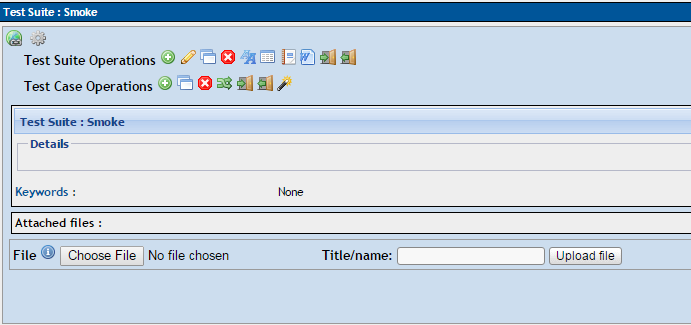 Test Suite : Smoke
Test Suite Operations
Test Case Operations
Test Suite : Smoke
Details
Keywords : None
Attached files :
File Choose File No file chosen Title/name: Upload file